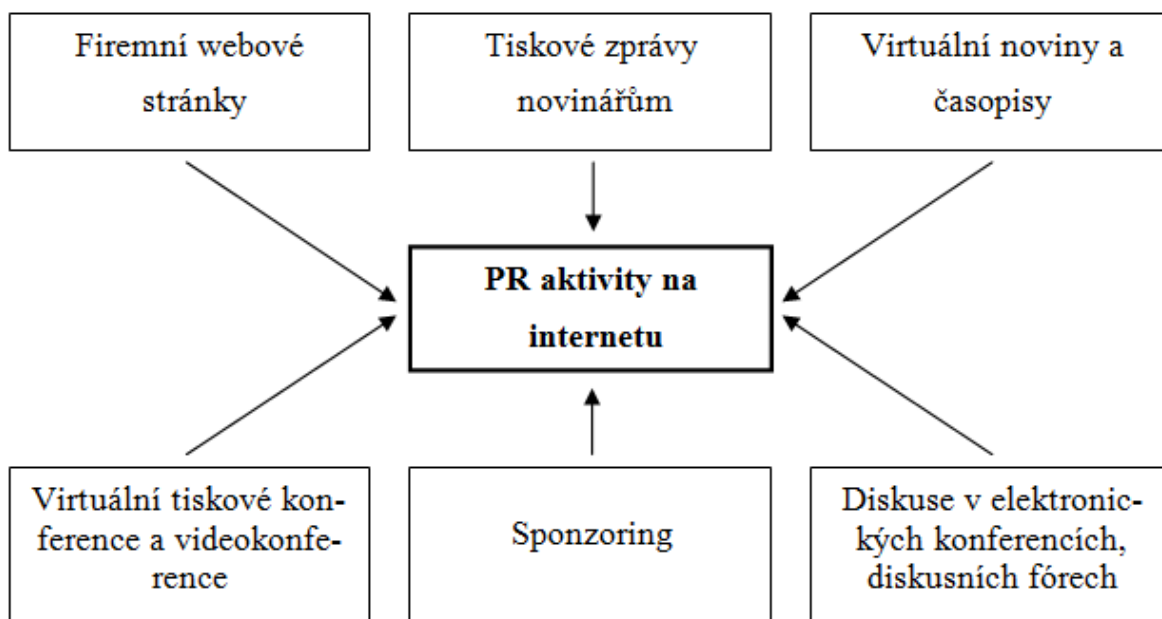 Firemní webové
stránky
Tiskové zprávy
novinářům
Virtuální noviny a
časopisy
PR aktivity na
internetu
Virtuální tiskové kon-
ference a videokonfe-
rence
Sponzoring
Diskuse v elektronic-
kých konferencích,
diskusních fórech